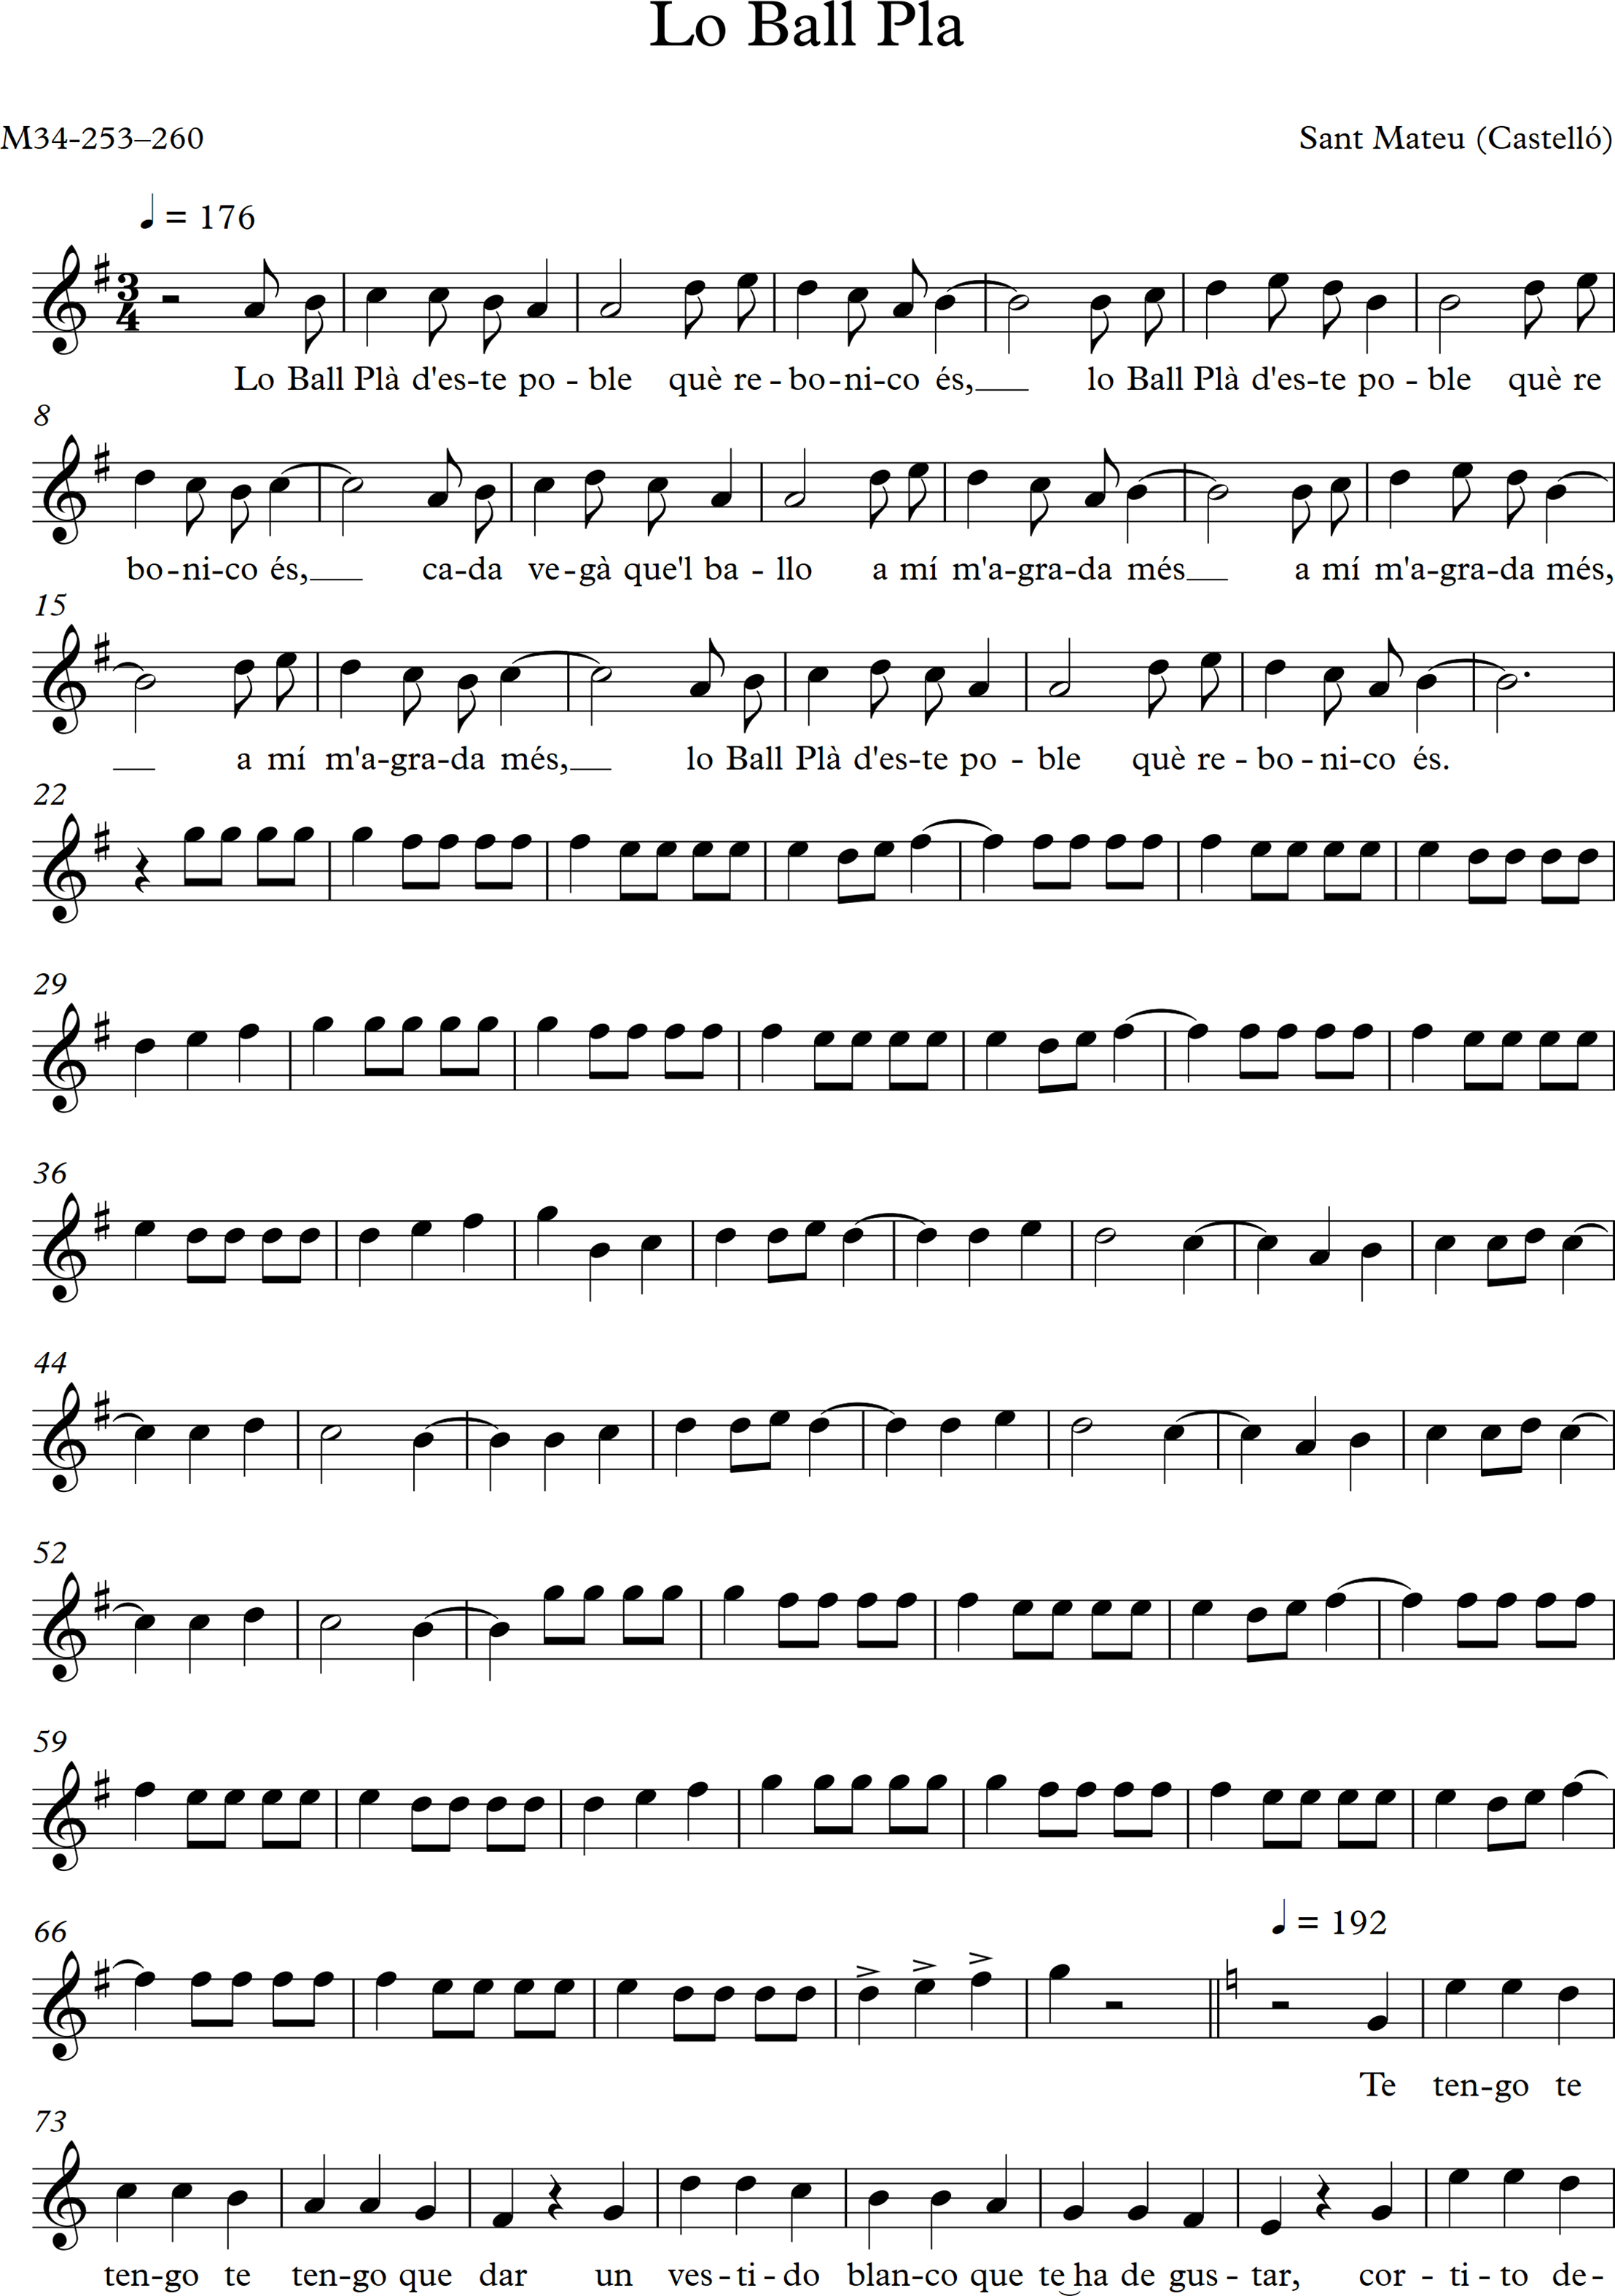 Lo Ball Pla
M34-253–260
Sant Mateu (Castelló)
♩ = 176
3
4
Lo Ball Plà d'es-te po - ble què re - bo-ni-co és,___ lo Ball Plà d'es-te po - ble què re
8
bo-ni-co és,___ ca-da ve-gà que'l ba - llo a mí m'a-gra-da més___ a mí m'a-gra-da més,
15
___ a mí m'a-gra-da més,___ lo Ball Plà d'es-te po - ble què re - bo-ni-co és.
22
29
36
44
52
59
66
♩ = 192
Te ten-go te
73
ten-go te ten-go que dar un ves-ti-do blan-co que te‿ha de gus-tar, cor-ti-to de-